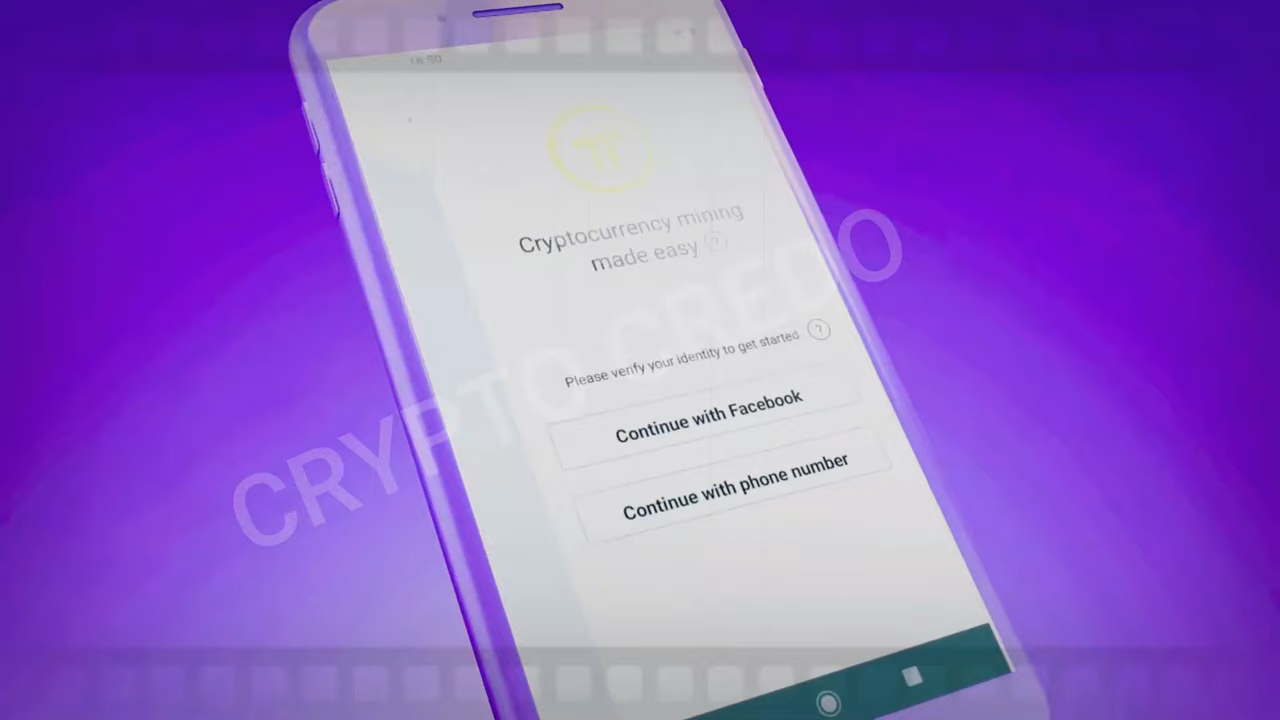 Cryptocurrency mining
made easy ?
Please verify your identity to get started ?
Continue with Facebook
Continue with phone number
CRYPTO CREDO